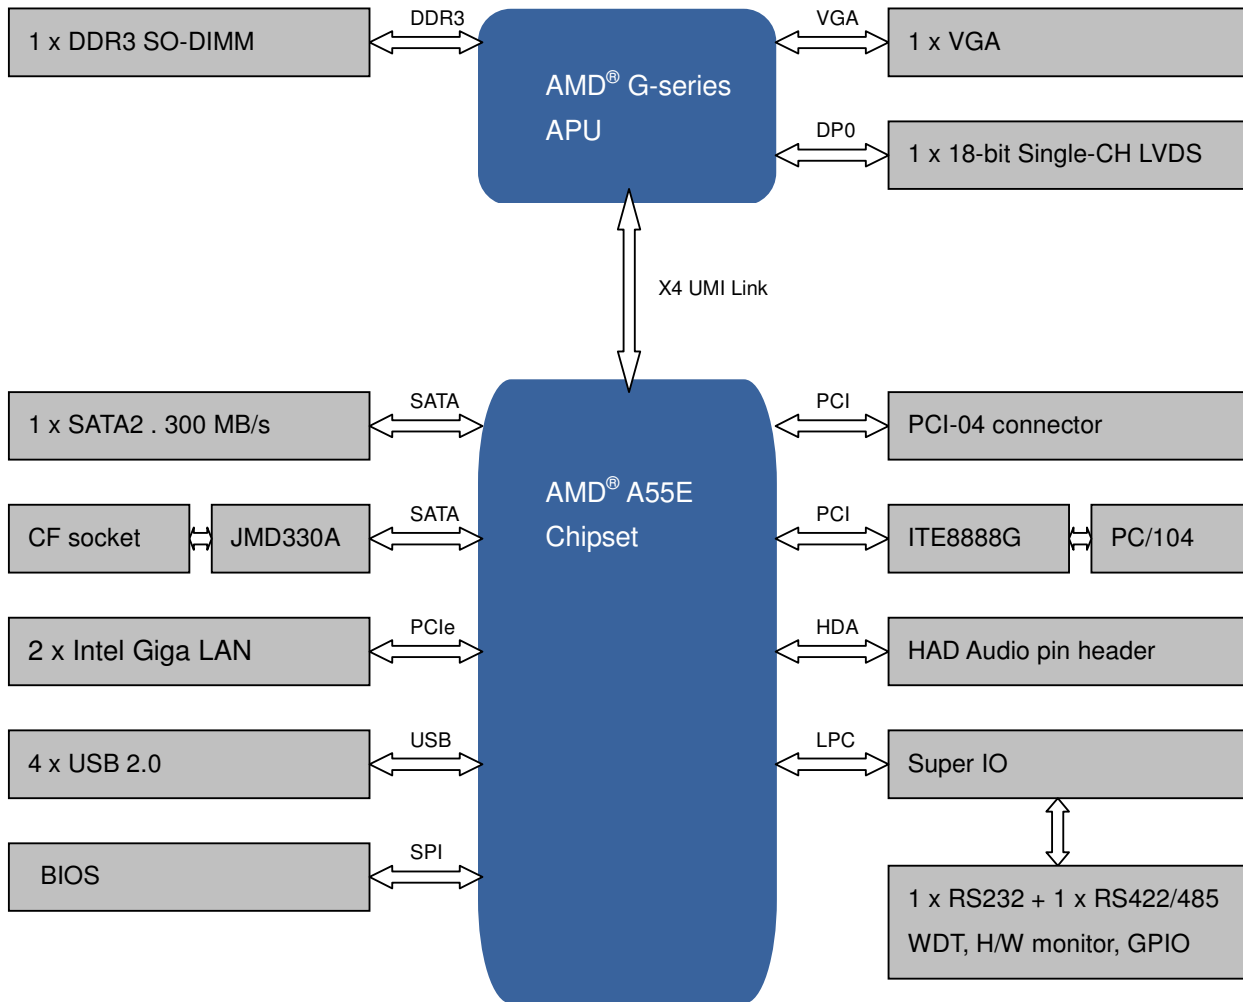 DDR3
VGA
1 x DDR3 SO-DIMM
1 x VGA
AMD® G-series
APU
DP0
1 x 18-bit Single-CH LVDS
X4 UMI Link
SATA
PCI
1 x SATA2 . 300 MB/s
PCI-04 connector
AMD® A55E
Chipset
SATA
PCI
CF socket
JMD330A
ITE8888G
PC/104
PCIe
HDA
2 x Intel Giga LAN
HAD Audio pin header
USB
LPC
4 x USB 2.0
Super IO
SPI
BIOS
1 x RS232 + 1 x RS422/485
WDT, H/W monitor, GPIO